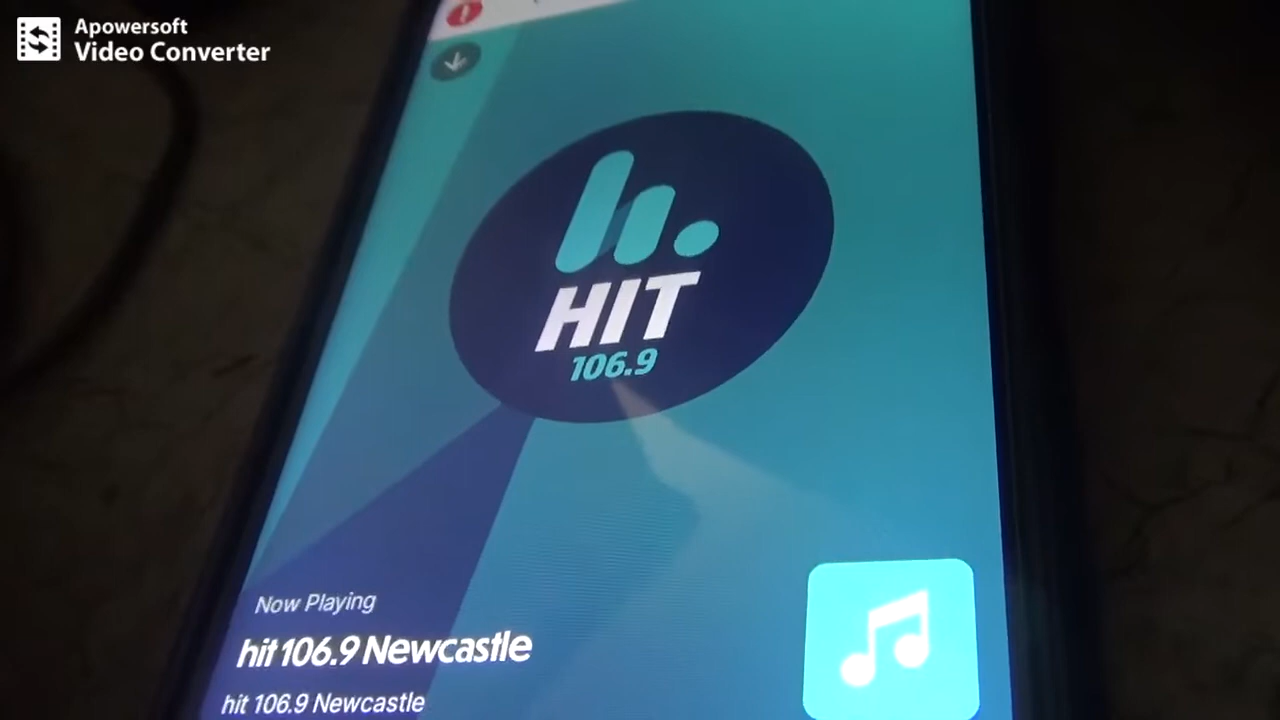 Apowersoft
Video Converter
h.
HIT
106.9
Now Playing
hit 106.9 Newcastle
hit 106.9 Newcastle